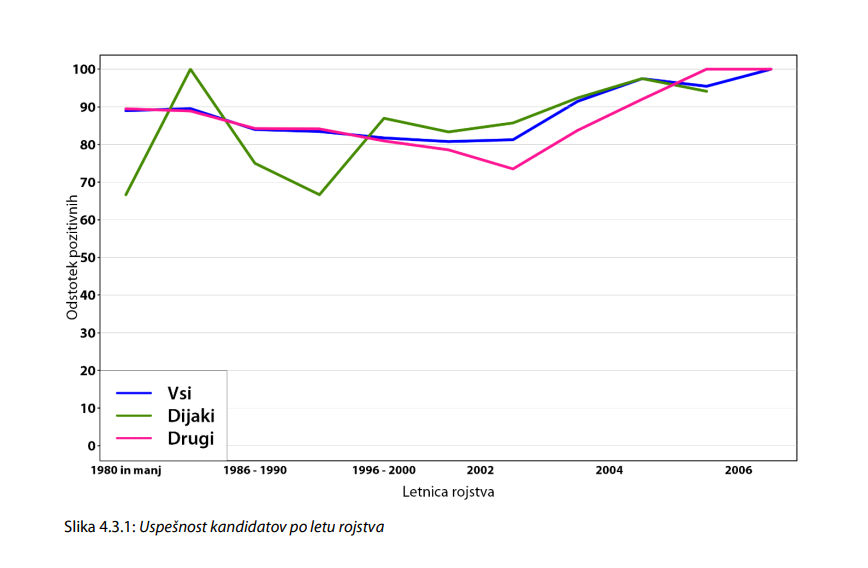 100
90
80
70
60
50
40
30
20
10
0
Odstotek pozitivnih
Vsi
Dijaki
Drugi
1980 in manj
1986 - 1990
1996 - 2000
2002
2004
2006
Letnica rojstva
Slika 4.3.1: Uspešnost kandidatov po letu rojstva